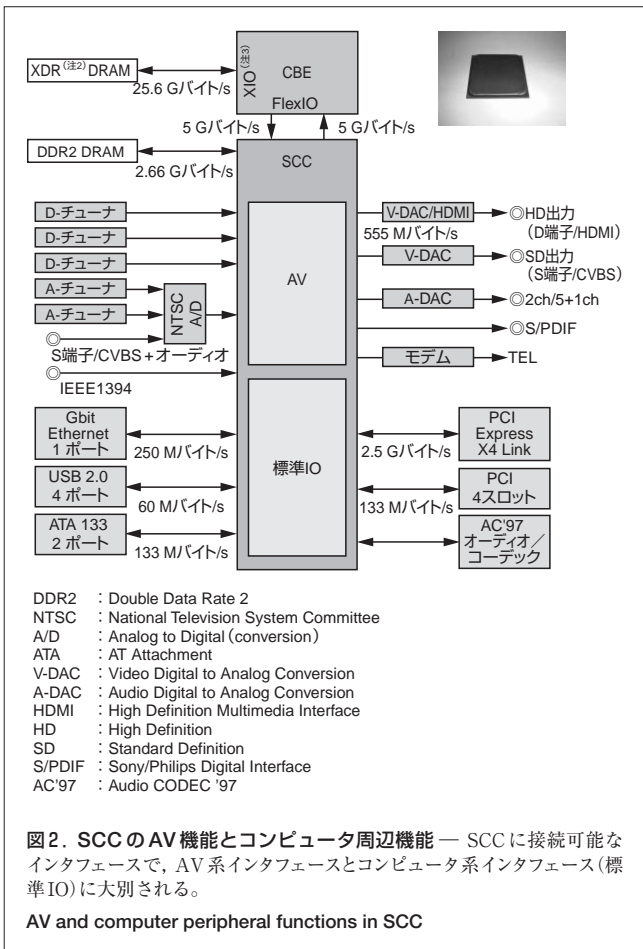 XDR(注2) DRAM
25.6 Gバイト/s
XIO(注3)
CBE
FlexIO
5 Gバイト/s
5 Gバイト/s
DDR2 DRAM
2.66 Gバイト/s
SCC
D-チューナ
D-チューナ
D-チューナ
A-チューナ
A-チューナ
NTSC
A/D
◎
S端子/CVBS+オーディオ
◎
IEEE1394
AV
V-DAC/HDMI
555 Mバイト/s
◎HD出力
(D端子/HDMI)
V-DAC
◎SD出力
(S端子/CVBS)
A-DAC
◎2ch/5+1ch
◎S/PDIF
モデム
TEL
Gbit
Ethernet
1 ポート
250 Mバイト/s
USB 2.0
4 ポート
60 Mバイト/s
ATA 133
2 ポート
133 Mバイト/s
標準IO
2.5 Gバイト/s
PCI
Express
X4 Link
133 Mバイト/s
PCI
4スロット
AC'97
オーディオ/
コーデック
DDR2 :Double Data Rate 2
NTSC :National Television System Committee
A/D :Analog to Digital(conversion)
ATA :AT Attachment
V-DAC :Video Digital to Analog Conversion
A-DAC :Audio Digital to Analog Conversion
HDMI :High Definition Multimedia Interface
HD :High Definition
SD :Standard Definition
S/PDIF :Sony/Philips Digital Interface
AC'97 :Audio CODEC '97
図2.SCCのAV機能とコンピュータ周辺機能 — SCCに接続可能な
インタフェースで,AV系インタフェースとコンピュータ系インタフェース(標
準IO)に大別される。
AV and computer peripheral functions in SCC